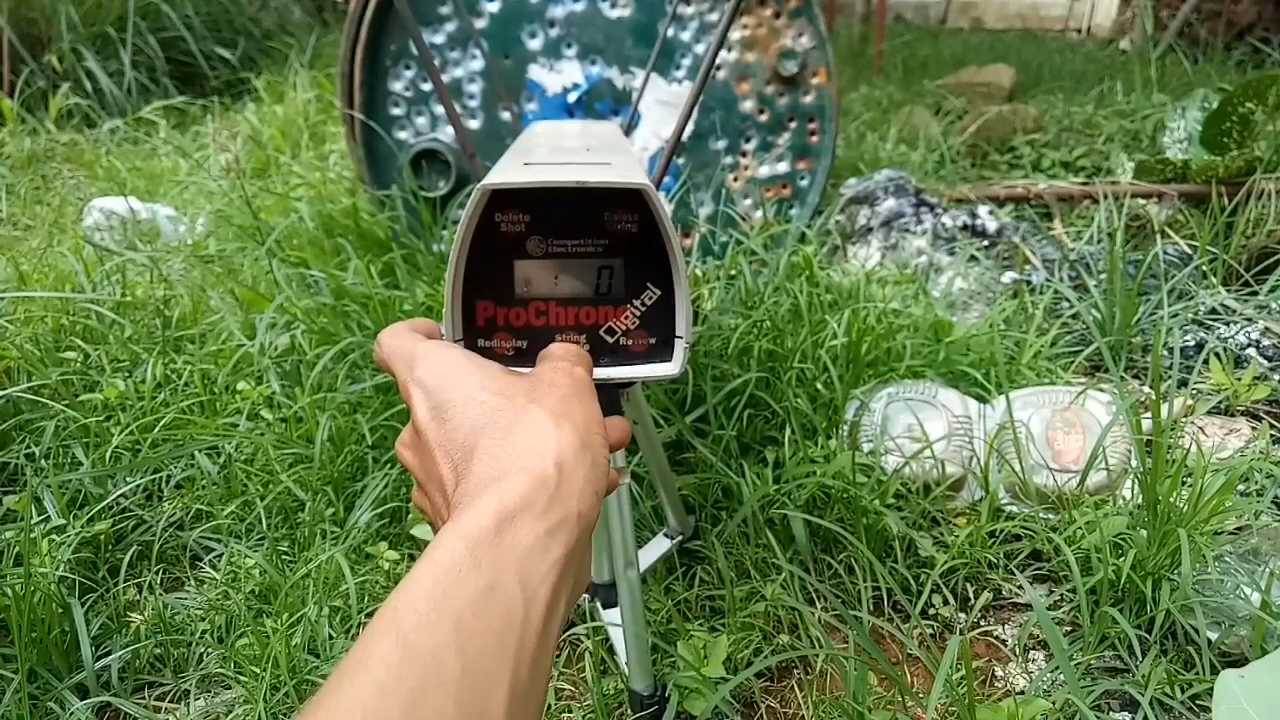 Delete
Shot
Delete
String
Competition
Electronics
0
ProChrono
Digital
Redisplay
String
Review